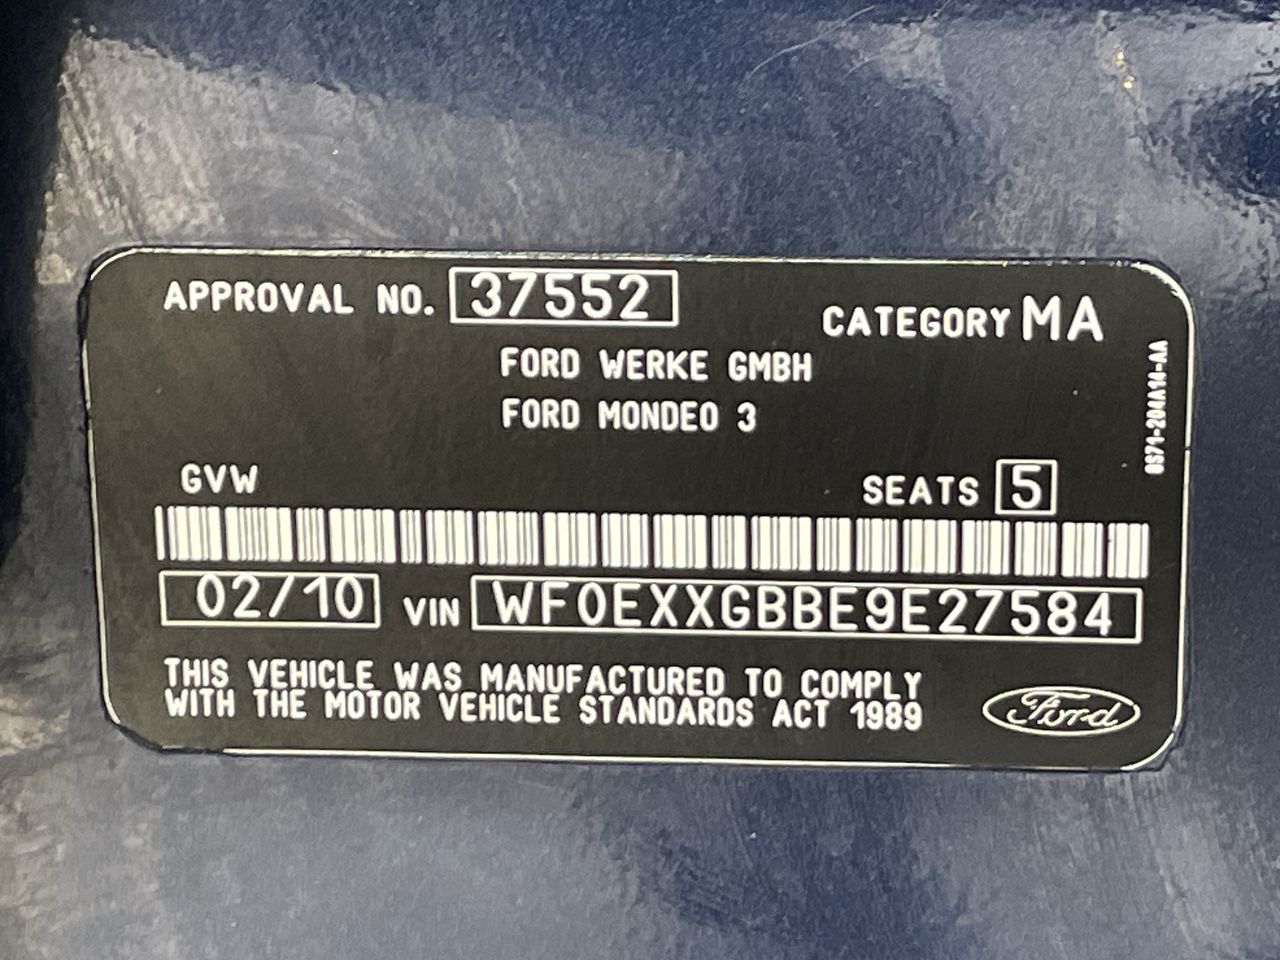 APPROVAL NO. 37552
CATEGORY MA
FORD WERKE GMBH
FORD MONDEO 3
GVW
SEATS 5
02/10 VIN WF0EXXGBBE9E27584
THIS VEHICLE WAS MANUFACTURED TO COMPLY
WITH THE MOTOR VEHICLE STANDARDS ACT 1989
Ford